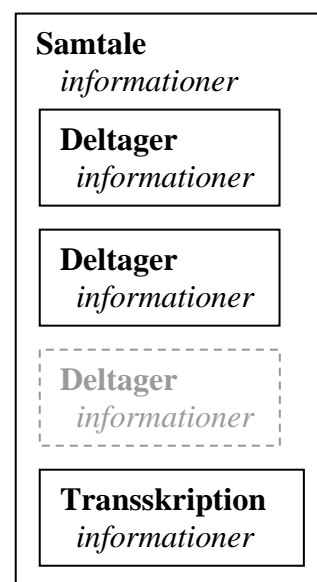 Samtale
informationer
Deltager
informationer
Deltager
informationer
Deltager
informationer
Transskription
informationer